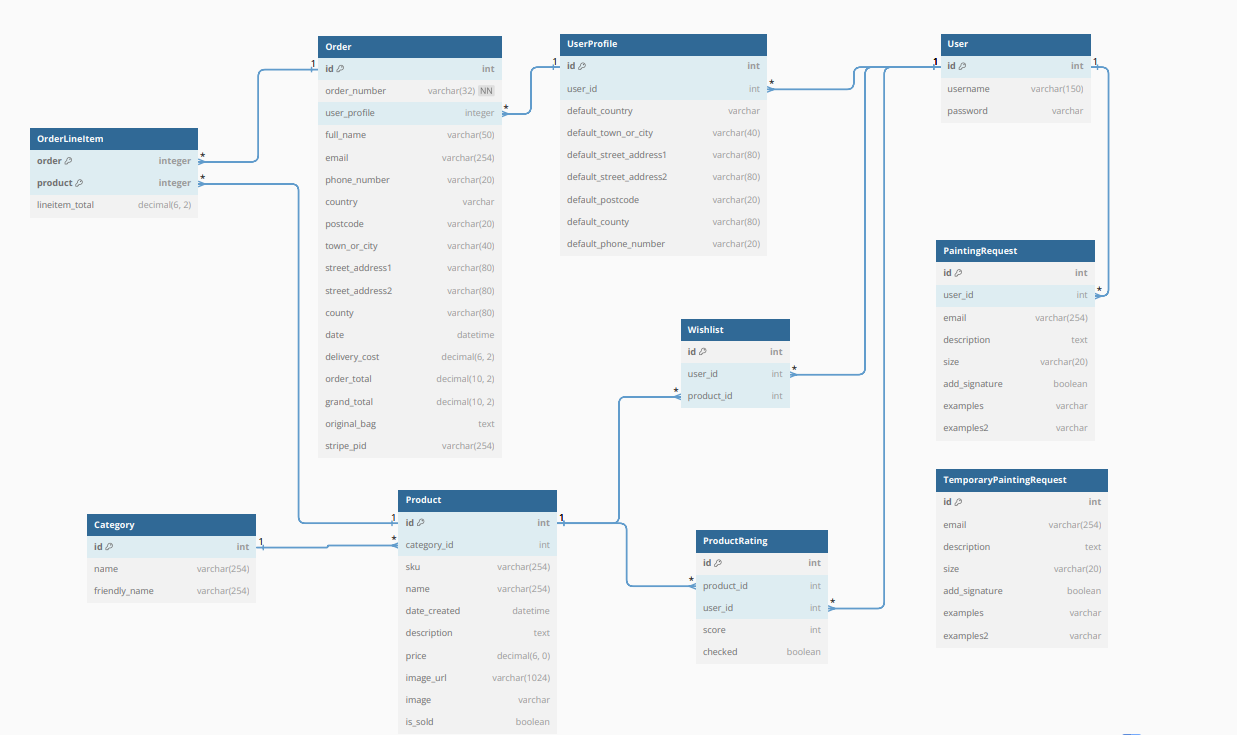 Order
id int
order_number varchar(32) NN
user_profile integer
full_name varchar(50)
email varchar(254)
phone_number varchar(20)
country varchar
postcode varchar(20)
town_or_city varchar(40)
street_address1 varchar(80)
street_address2 varchar(80)
county varchar(80)
date datetime
delivery_cost decimal(6, 2)
order_total decimal(10, 2)
grand_total decimal(10, 2)
original_bag text
stripe_pid varchar(254)
1
*
UserProfile
id int
user_id int
default_country varchar
default_town_or_city varchar(40)
default_street_address1 varchar(80)
default_street_address2 varchar(80)
default_postcode varchar(20)
default_county varchar(80)
default_phone_number varchar(20)
1
*
User
id int
username varchar(150)
password varchar
1
1
OrderLineItem
order integer
product integer
lineitem_total decimal(6, 2)
*
*
PaintingRequest
id int
user_id int
email varchar(254)
description text
size varchar(20)
add_signature boolean
examples varchar
examples2 varchar
*
Wishlist
id int
user_id int
product_id int
*
*
TemporaryPaintingRequest
id int
email varchar(254)
description text
size varchar(20)
add_signature boolean
examples varchar
examples2 varchar
Product
id int
category_id int
sku varchar(254)
name varchar(254)
date_created datetime
description text
price decimal(6, 0)
image_url varchar(1024)
image varchar
is_sold boolean
1
*
1
Category
id int
name varchar(254)
friendly_name varchar(254)
1
ProductRating
id int
product_id int
user_id int
score int
checked boolean
*
*